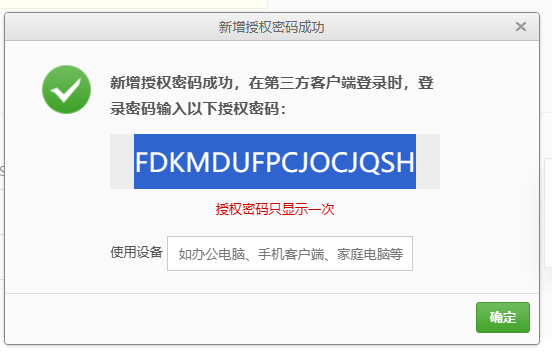 新增授权密码成功
新增授权密码成功，在第三方客户端登录时，登
录密码输入以下授权密码：
FDKMDUFPCJOCJQSH
授权密码只显示一次
使用设备 如办公电脑、手机客户端、家庭电脑等
确定